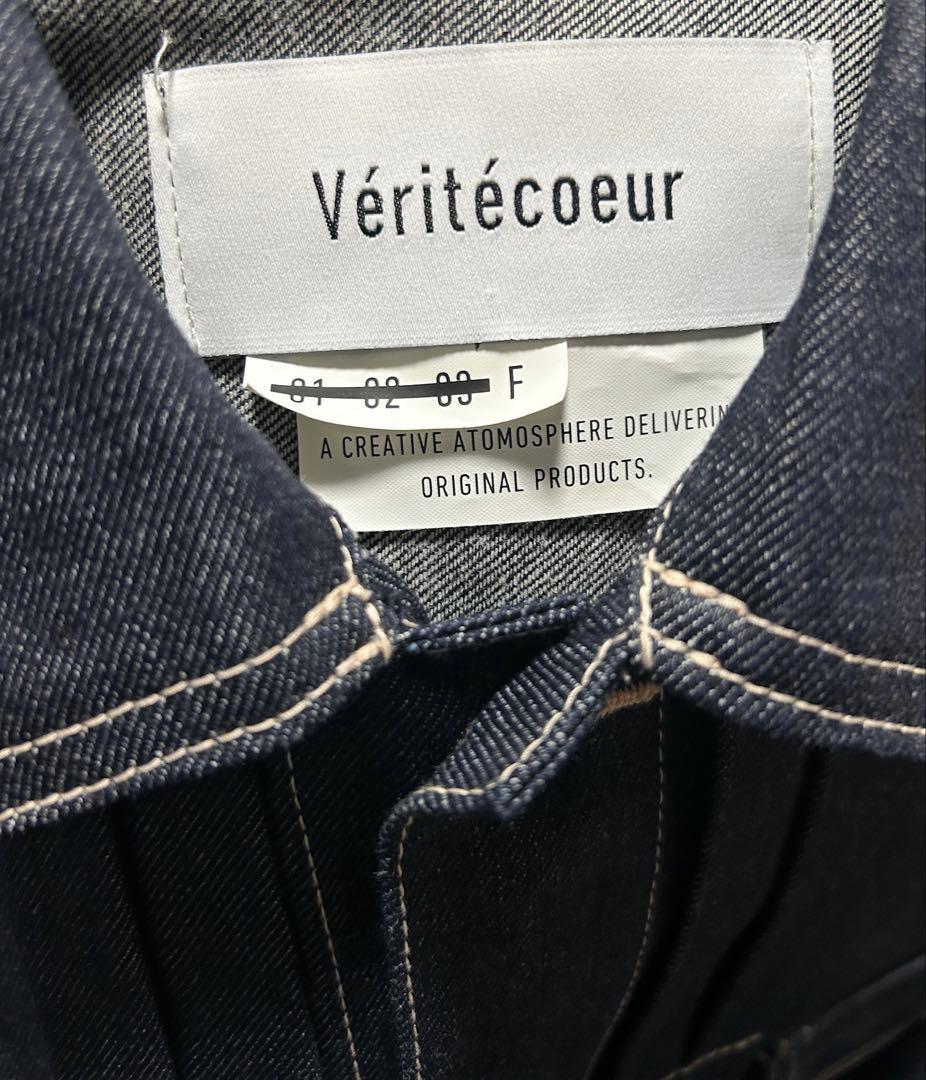 Véritécoeur
01 02 03 F
A CREATIVE ATOMOSPHERE DELIVERIN
ORIGINAL PRODUCTS.